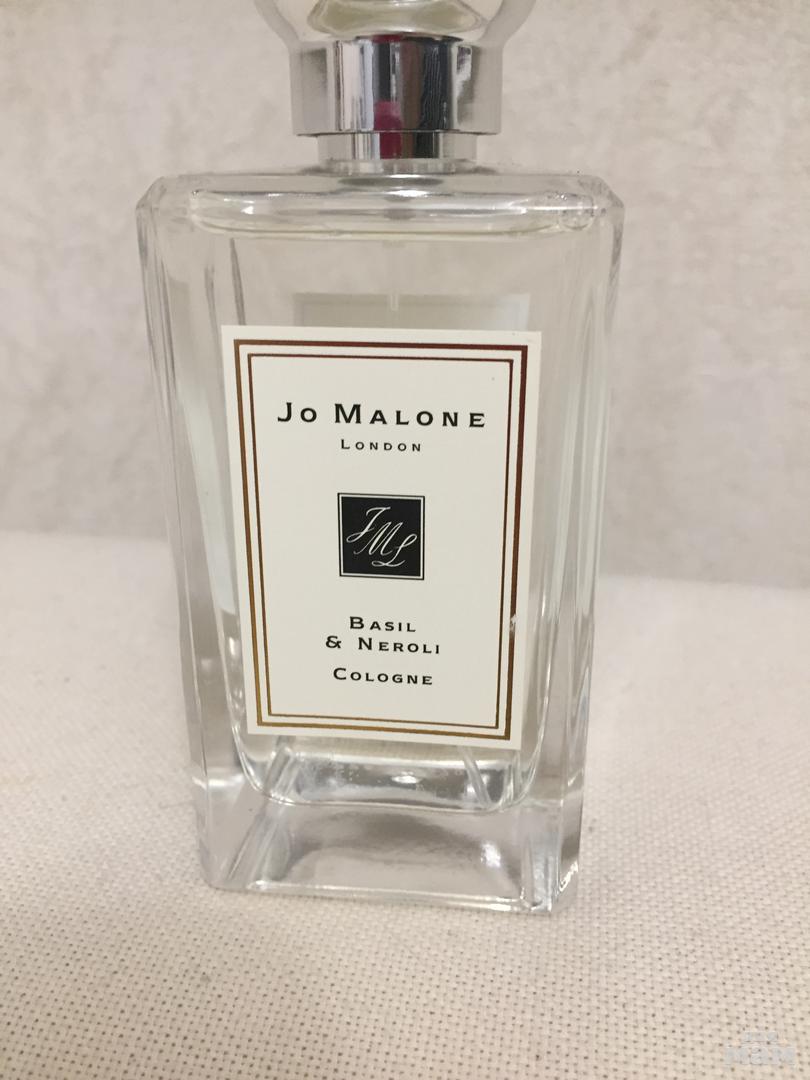 Jo Malone
London
JML
Basil
& Neroli
Cologne